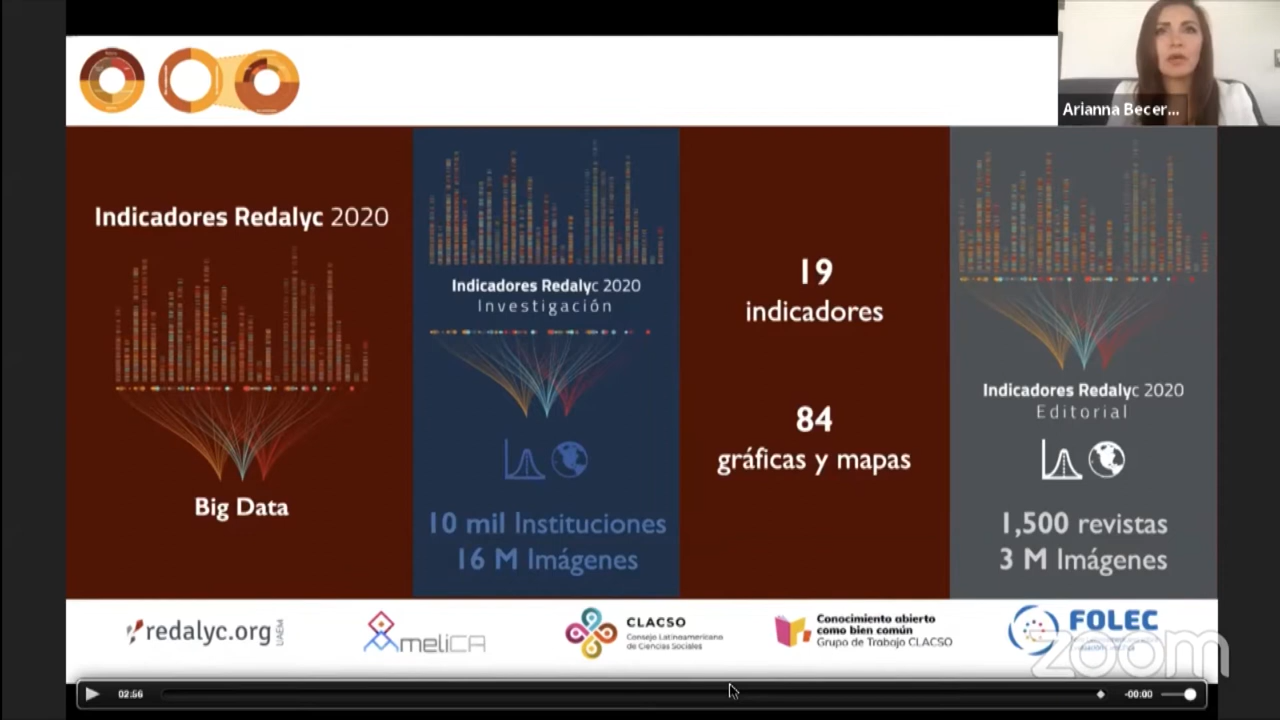 Arianna Becer...
Indicadores Redalyc 2020
Big Data
Indicadores Redalyc 2020
Investigación
10 mil Instituciones
16 M Imágenes
19
indicadores
84
gráficas y mapas
Indicadores Redalyc 2020
Editorial
1,500 revistas
3 M Imágenes
redalyc.org
UAEM
AmeliCA
CLACSO
Consejo Latinoamericano
de Ciencias Sociales
Conocimiento abierto
como bien común
Grupo de Trabajo CLACSO
FOLEC
zoom
02:56
-00:00